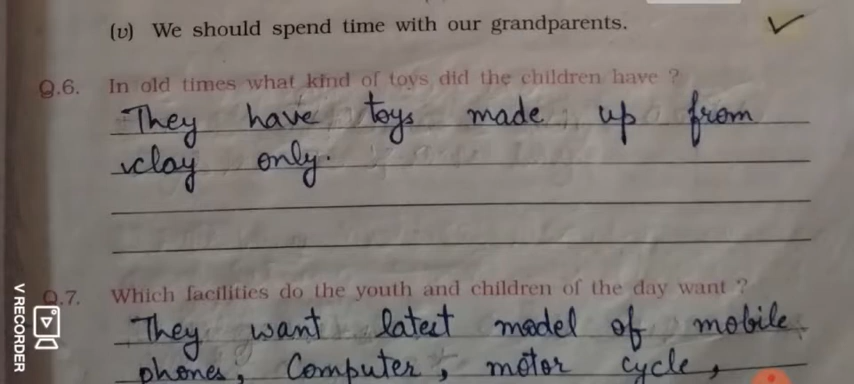 (v) We should spend time with our grandparents.
Q.6. In old times what kind of toys did the children have ?
They have toys made up from
clay only.
Q.7. Which facilities do the youth and children of the day want ?
They want latest model of mobile
phones, Computer, motor cycle,
V RECORDER